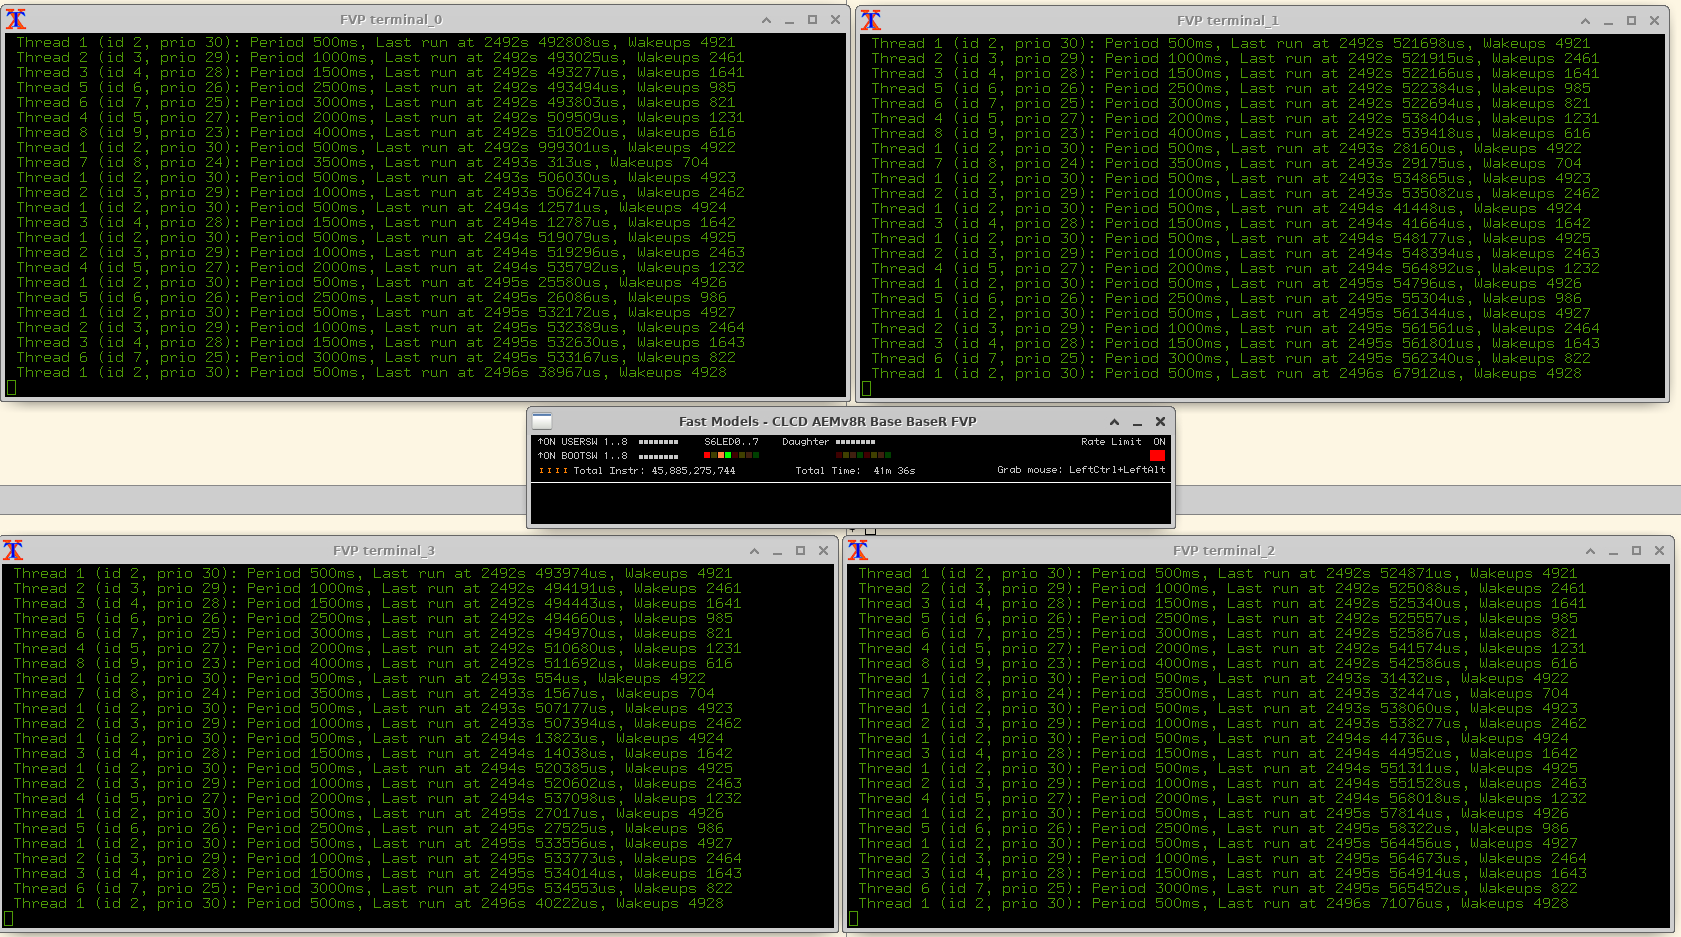 FVP terminal_0
Thread 1 (id 2, prio 30): Period 500ms, Last run at 2492s 492808us, Wakeups 4921
Thread 2 (id 3, prio 29): Period 1000ms, Last run at 2492s 493025us, Wakeups 2461
Thread 3 (id 4, prio 28): Period 1500ms, Last run at 2492s 493277us, Wakeups 1641
Thread 5 (id 6, prio 26): Period 2500ms, Last run at 2492s 493494us, Wakeups 985
Thread 6 (id 7, prio 25): Period 3000ms, Last run at 2492s 493803us, Wakeups 821
Thread 4 (id 5, prio 27): Period 2000ms, Last run at 2492s 509509us, Wakeups 1231
Thread 8 (id 9, prio 23): Period 4000ms, Last run at 2492s 510520us, Wakeups 616
Thread 1 (id 2, prio 30): Period 500ms, Last run at 2492s 999301us, Wakeups 4922
Thread 7 (id 8, prio 24): Period 3500ms, Last run at 2493s 313us, Wakeups 704
Thread 1 (id 2, prio 30): Period 500ms, Last run at 2493s 506030us, Wakeups 4923
Thread 2 (id 3, prio 29): Period 1000ms, Last run at 2493s 506247us, Wakeups 2462
Thread 1 (id 2, prio 30): Period 500ms, Last run at 2494s 12571us, Wakeups 4924
Thread 3 (id 4, prio 28): Period 1500ms, Last run at 2494s 12787us, Wakeups 1642
Thread 1 (id 2, prio 30): Period 500ms, Last run at 2494s 519079us, Wakeups 4925
Thread 2 (id 3, prio 29): Period 1000ms, Last run at 2494s 519296us, Wakeups 2463
Thread 4 (id 5, prio 27): Period 2000ms, Last run at 2494s 535792us, Wakeups 1232
Thread 1 (id 2, prio 30): Period 500ms, Last run at 2495s 25580us, Wakeups 4926
Thread 5 (id 6, prio 26): Period 2500ms, Last run at 2495s 26086us, Wakeups 986
Thread 1 (id 2, prio 30): Period 500ms, Last run at 2495s 532172us, Wakeups 4927
Thread 2 (id 3, prio 29): Period 1000ms, Last run at 2495s 532389us, Wakeups 2464
Thread 3 (id 4, prio 28): Period 1500ms, Last run at 2495s 532630us, Wakeups 1643
Thread 6 (id 7, prio 25): Period 3000ms, Last run at 2495s 533167us, Wakeups 822
Thread 1 (id 2, prio 30): Period 500ms, Last run at 2496s 38967us, Wakeups 4928
FVP terminal_1
Thread 1 (id 2, prio 30): Period 500ms, Last run at 2492s 521698us, Wakeups 4921
Thread 2 (id 3, prio 29): Period 1000ms, Last run at 2492s 521915us, Wakeups 2461
Thread 3 (id 4, prio 28): Period 1500ms, Last run at 2492s 522166us, Wakeups 1641
Thread 5 (id 6, prio 26): Period 2500ms, Last run at 2492s 522384us, Wakeups 985
Thread 6 (id 7, prio 25): Period 3000ms, Last run at 2492s 522694us, Wakeups 821
Thread 4 (id 5, prio 27): Period 2000ms, Last run at 2492s 538404us, Wakeups 1231
Thread 8 (id 9, prio 23): Period 4000ms, Last run at 2492s 539418us, Wakeups 616
Thread 1 (id 2, prio 30): Period 500ms, Last run at 2493s 28160us, Wakeups 4922
Thread 7 (id 8, prio 24): Period 3500ms, Last run at 2493s 29175us, Wakeups 704
Thread 1 (id 2, prio 30): Period 500ms, Last run at 2493s 534865us, Wakeups 4923
Thread 2 (id 3, prio 29): Period 1000ms, Last run at 2493s 535082us, Wakeups 2462
Thread 1 (id 2, prio 30): Period 500ms, Last run at 2494s 41448us, Wakeups 4924
Thread 3 (id 4, prio 28): Period 1500ms, Last run at 2494s 41664us, Wakeups 1642
Thread 1 (id 2, prio 30): Period 500ms, Last run at 2494s 548177us, Wakeups 4925
Thread 2 (id 3, prio 29): Period 1000ms, Last run at 2494s 548394us, Wakeups 2463
Thread 4 (id 5, prio 27): Period 2000ms, Last run at 2494s 564892us, Wakeups 1232
Thread 1 (id 2, prio 30): Period 500ms, Last run at 2495s 54796us, Wakeups 4926
Thread 5 (id 6, prio 26): Period 2500ms, Last run at 2495s 55304us, Wakeups 986
Thread 1 (id 2, prio 30): Period 500ms, Last run at 2495s 561344us, Wakeups 4927
Thread 2 (id 3, prio 29): Period 1000ms, Last run at 2495s 561561us, Wakeups 2464
Thread 3 (id 4, prio 28): Period 1500ms, Last run at 2495s 561801us, Wakeups 1643
Thread 6 (id 7, prio 25): Period 3000ms, Last run at 2495s 562340us, Wakeups 822
Thread 1 (id 2, prio 30): Period 500ms, Last run at 2496s 67912us, Wakeups 4928
Fast Models - CLCD AEMv8R Base BaseR FVP
↑ON USERSW 1..8 S6LED0..7 Daughter Rate Limit ON
↑ON BOOTSW 1..8
Total Instr: 45,885,275,744 Total Time: 41m 36s Grab mouse: LeftCtrl+LeftAlt
FVP terminal_3
Thread 1 (id 2, prio 30): Period 500ms, Last run at 2492s 493974us, Wakeups 4921
Thread 2 (id 3, prio 29): Period 1000ms, Last run at 2492s 494191us, Wakeups 2461
Thread 3 (id 4, prio 28): Period 1500ms, Last run at 2492s 494443us, Wakeups 1641
Thread 5 (id 6, prio 26): Period 2500ms, Last run at 2492s 494660us, Wakeups 985
Thread 6 (id 7, prio 25): Period 3000ms, Last run at 2492s 494970us, Wakeups 821
Thread 4 (id 5, prio 27): Period 2000ms, Last run at 2492s 510680us, Wakeups 1231
Thread 8 (id 9, prio 23): Period 4000ms, Last run at 2492s 511692us, Wakeups 616
Thread 1 (id 2, prio 30): Period 500ms, Last run at 2493s 554us, Wakeups 4922
Thread 7 (id 8, prio 24): Period 3500ms, Last run at 2493s 1567us, Wakeups 704
Thread 1 (id 2, prio 30): Period 500ms, Last run at 2493s 507177us, Wakeups 4923
Thread 2 (id 3, prio 29): Period 1000ms, Last run at 2493s 507394us, Wakeups 2462
Thread 1 (id 2, prio 30): Period 500ms, Last run at 2494s 13823us, Wakeups 4924
Thread 3 (id 4, prio 28): Period 1500ms, Last run at 2494s 14038us, Wakeups 1642
Thread 1 (id 2, prio 30): Period 500ms, Last run at 2494s 520385us, Wakeups 4925
Thread 2 (id 3, prio 29): Period 1000ms, Last run at 2494s 520602us, Wakeups 2463
Thread 4 (id 5, prio 27): Period 2000ms, Last run at 2494s 537098us, Wakeups 1232
Thread 1 (id 2, prio 30): Period 500ms, Last run at 2495s 27017us, Wakeups 4926
Thread 5 (id 6, prio 26): Period 2500ms, Last run at 2495s 27525us, Wakeups 986
Thread 1 (id 2, prio 30): Period 500ms, Last run at 2495s 533556us, Wakeups 4927
Thread 2 (id 3, prio 29): Period 1000ms, Last run at 2495s 533773us, Wakeups 2464
Thread 3 (id 4, prio 28): Period 1500ms, Last run at 2495s 534014us, Wakeups 1643
Thread 6 (id 7, prio 25): Period 3000ms, Last run at 2495s 534553us, Wakeups 822
Thread 1 (id 2, prio 30): Period 500ms, Last run at 2496s 40222us, Wakeups 4928
FVP terminal_2
Thread 1 (id 2, prio 30): Period 500ms, Last run at 2492s 524871us, Wakeups 4921
Thread 2 (id 3, prio 29): Period 1000ms, Last run at 2492s 525088us, Wakeups 2461
Thread 3 (id 4, prio 28): Period 1500ms, Last run at 2492s 525340us, Wakeups 1641
Thread 5 (id 6, prio 26): Period 2500ms, Last run at 2492s 525557us, Wakeups 985
Thread 6 (id 7, prio 25): Period 3000ms, Last run at 2492s 525867us, Wakeups 821
Thread 4 (id 5, prio 27): Period 2000ms, Last run at 2492s 541574us, Wakeups 1231
Thread 8 (id 9, prio 23): Period 4000ms, Last run at 2492s 542586us, Wakeups 616
Thread 1 (id 2, prio 30): Period 500ms, Last run at 2493s 31432us, Wakeups 4922
Thread 7 (id 8, prio 24): Period 3500ms, Last run at 2493s 32447us, Wakeups 704
Thread 1 (id 2, prio 30): Period 500ms, Last run at 2493s 538060us, Wakeups 4923
Thread 2 (id 3, prio 29): Period 1000ms, Last run at 2493s 538277us, Wakeups 2462
Thread 1 (id 2, prio 30): Period 500ms, Last run at 2494s 44736us, Wakeups 4924
Thread 3 (id 4, prio 28): Period 1500ms, Last run at 2494s 44952us, Wakeups 1642
Thread 1 (id 2, prio 30): Period 500ms, Last run at 2494s 551311us, Wakeups 4925
Thread 2 (id 3, prio 29): Period 1000ms, Last run at 2494s 551528us, Wakeups 2463
Thread 4 (id 5, prio 27): Period 2000ms, Last run at 2494s 568018us, Wakeups 1232
Thread 1 (id 2, prio 30): Period 500ms, Last run at 2495s 57814us, Wakeups 4926
Thread 5 (id 6, prio 26): Period 2500ms, Last run at 2495s 58322us, Wakeups 986
Thread 1 (id 2, prio 30): Period 500ms, Last run at 2495s 564456us, Wakeups 4927
Thread 2 (id 3, prio 29): Period 1000ms, Last run at 2495s 564673us, Wakeups 2464
Thread 3 (id 4, prio 28): Period 1500ms, Last run at 2495s 564914us, Wakeups 1643
Thread 6 (id 7, prio 25): Period 3000ms, Last run at 2495s 565452us, Wakeups 822
Thread 1 (id 2, prio 30): Period 500ms, Last run at 2496s 71076us, Wakeups 4928